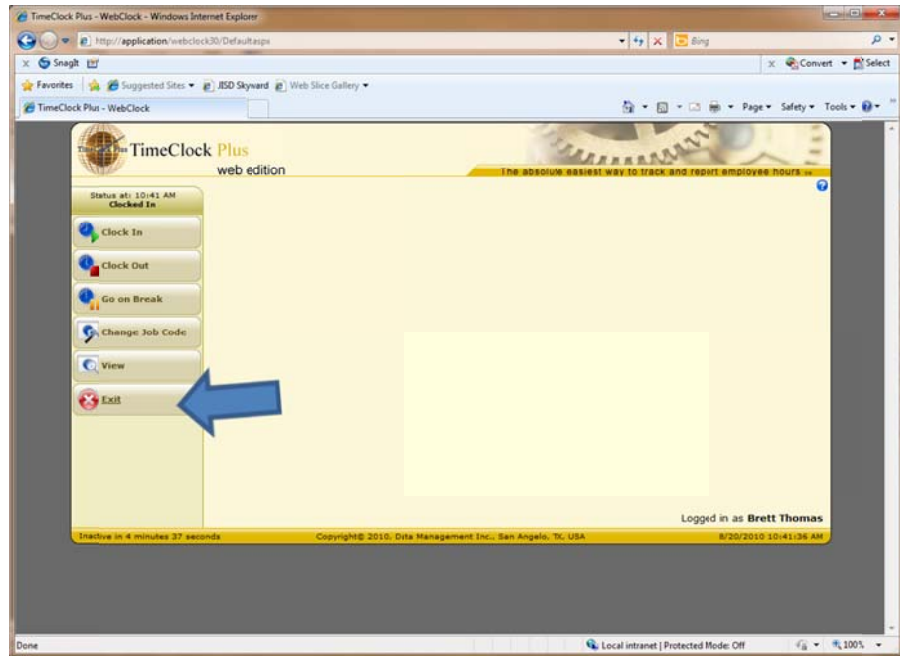 TimeClock Plus - WebClock - Windows Internet Explorer
http://application/webclock30/Default.aspx
Bing
x SnagIt
x Convert Select
Favorites Suggested Sites JISD Skyward Web Slice Gallery
TimeClock Plus - WebClock
Page Safety Tools
TimeClock Plus
web edition
The absolute easiest way to track and report employee hours
Status at: 10:41 AM
Clocked In
Clock In
Clock Out
Go on Break
Change Job Code
View
Exit
Logged in as Brett Thomas
Inactive in 4 minutes 37 seconds
Copyright© 2010, Data Management Inc., San Angelo, TX, USA
8/20/2010 10:41:36 AM
Done
Local intranet | Protected Mode: Off
100%